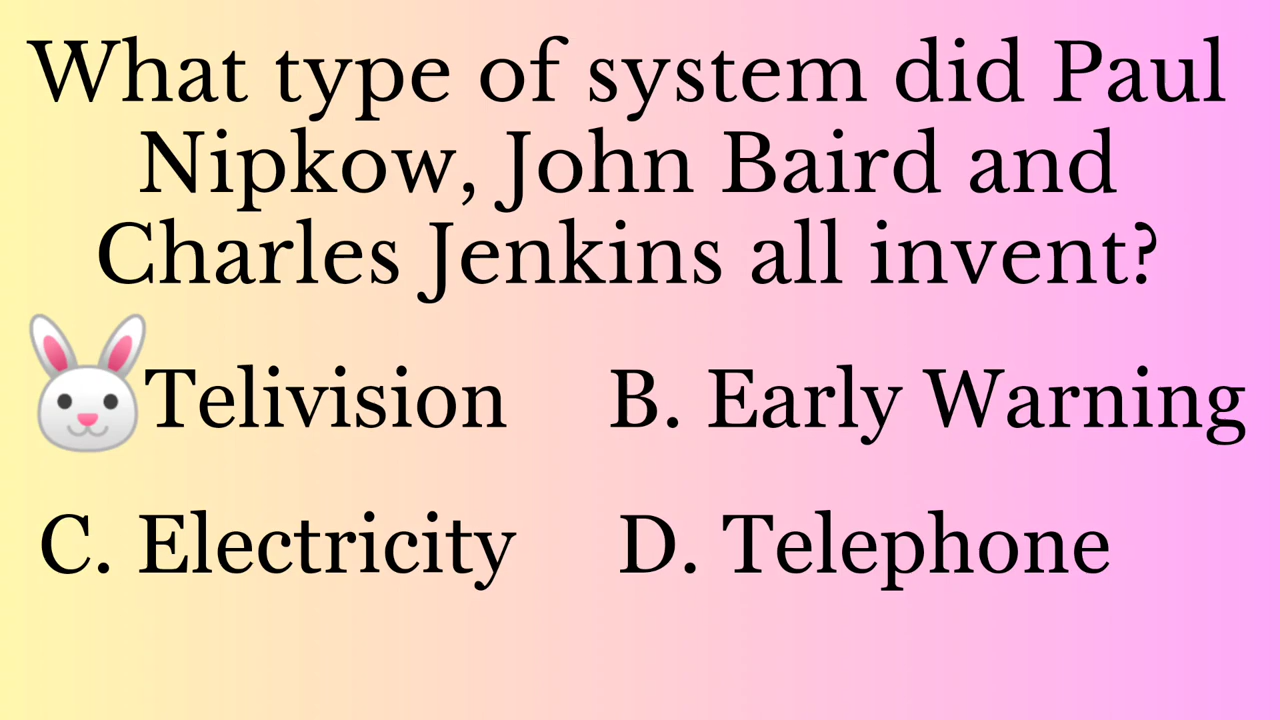 What type of system did Paul
Nipkow, John Baird and
Charles Jenkins all invent?
Telivision B. Early Warning
C. Electricity D. Telephone